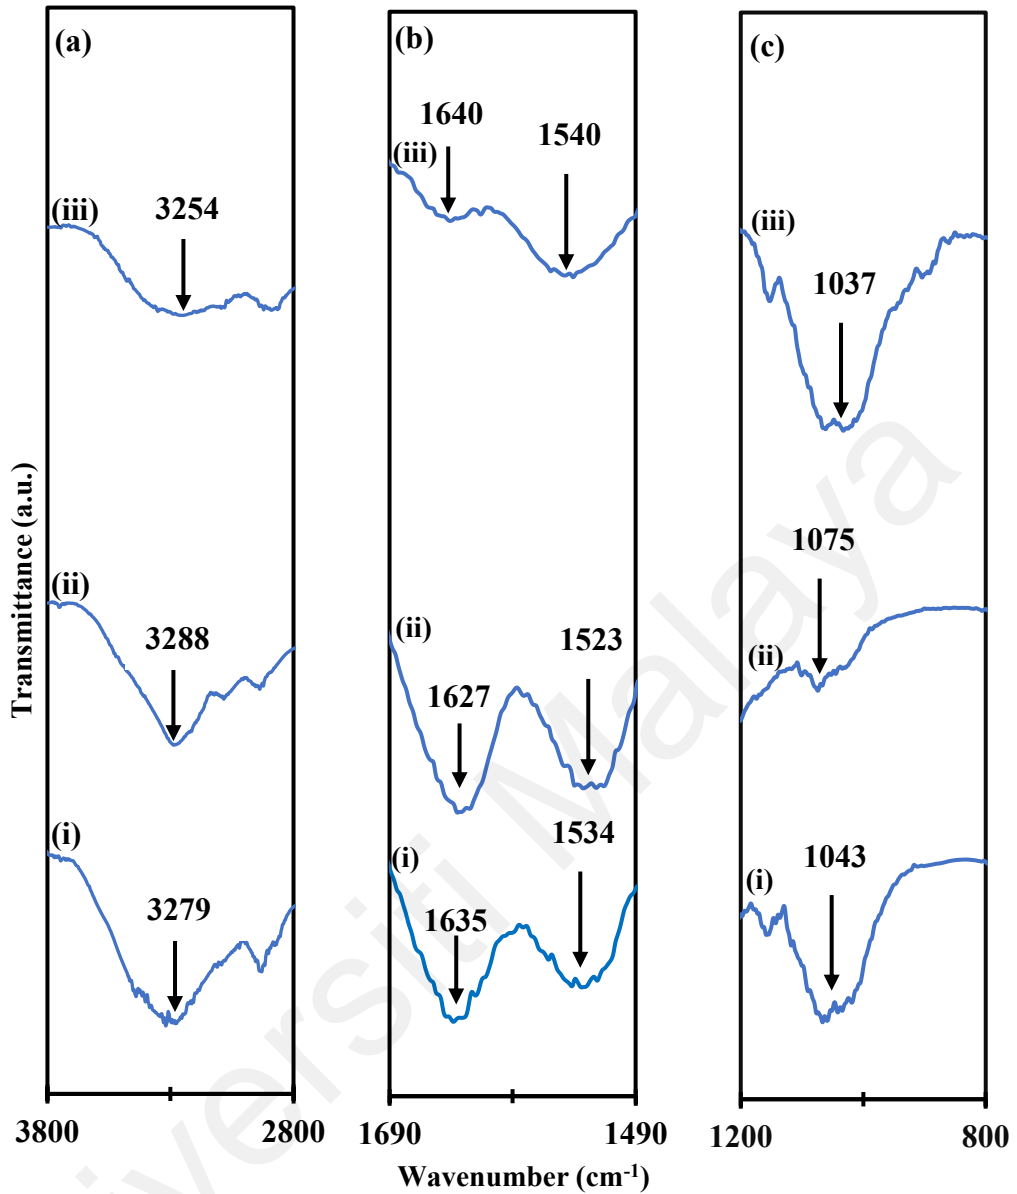 (a)
(b)
(c)
1640
1540
(iii)
(iii)
3254
(iii)
1037
1075
(ii)
3288
(ii)
1523
(ii)
1627
(i)
3279
1534
(i)
1635
1043
(i)
Transmittance (a.u.)
3800
2800
1690
1490
1200
800
Wavenumber (cm⁻¹)
versiti Malaya